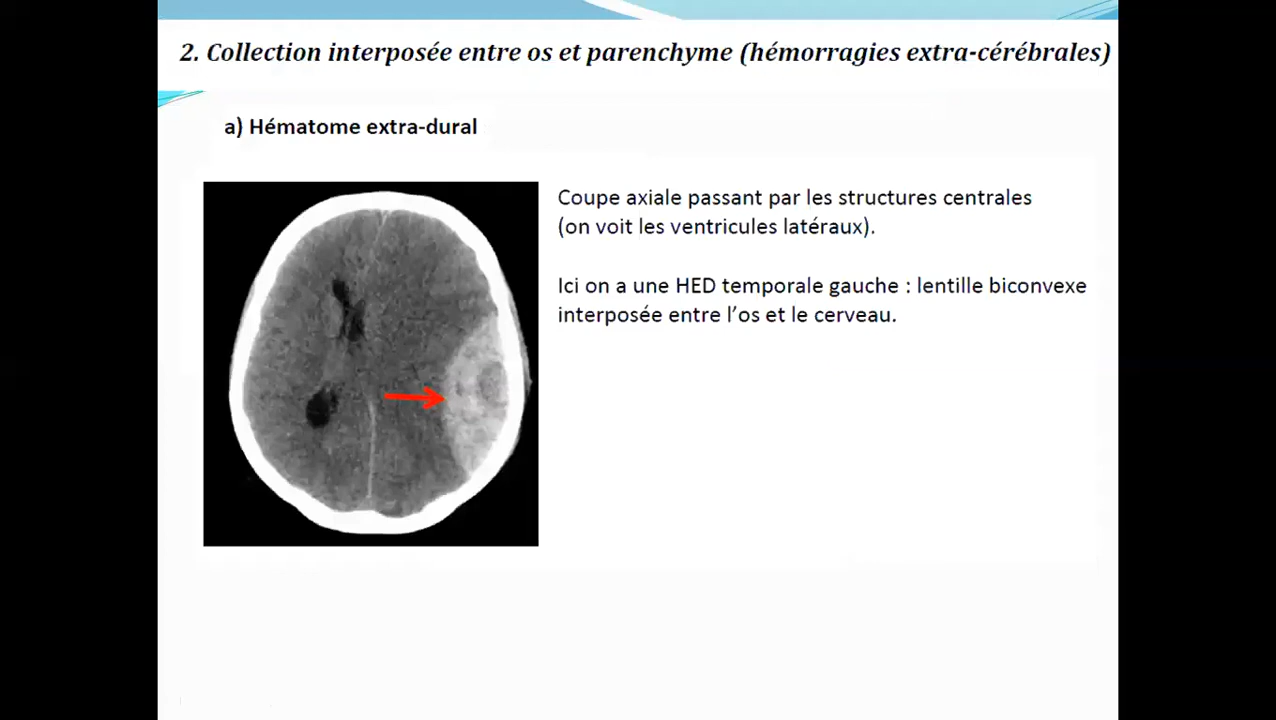 2. Collection interposée entre os et parenchyme (hémorragies extra-cérébrales)
a) Hématome extra-dural
Coupe axiale passant par les structures centrales
(on voit les ventricules latéraux).
Ici on a une HED temporale gauche : lentille biconvexe
interposée entre l'os et le cerveau.